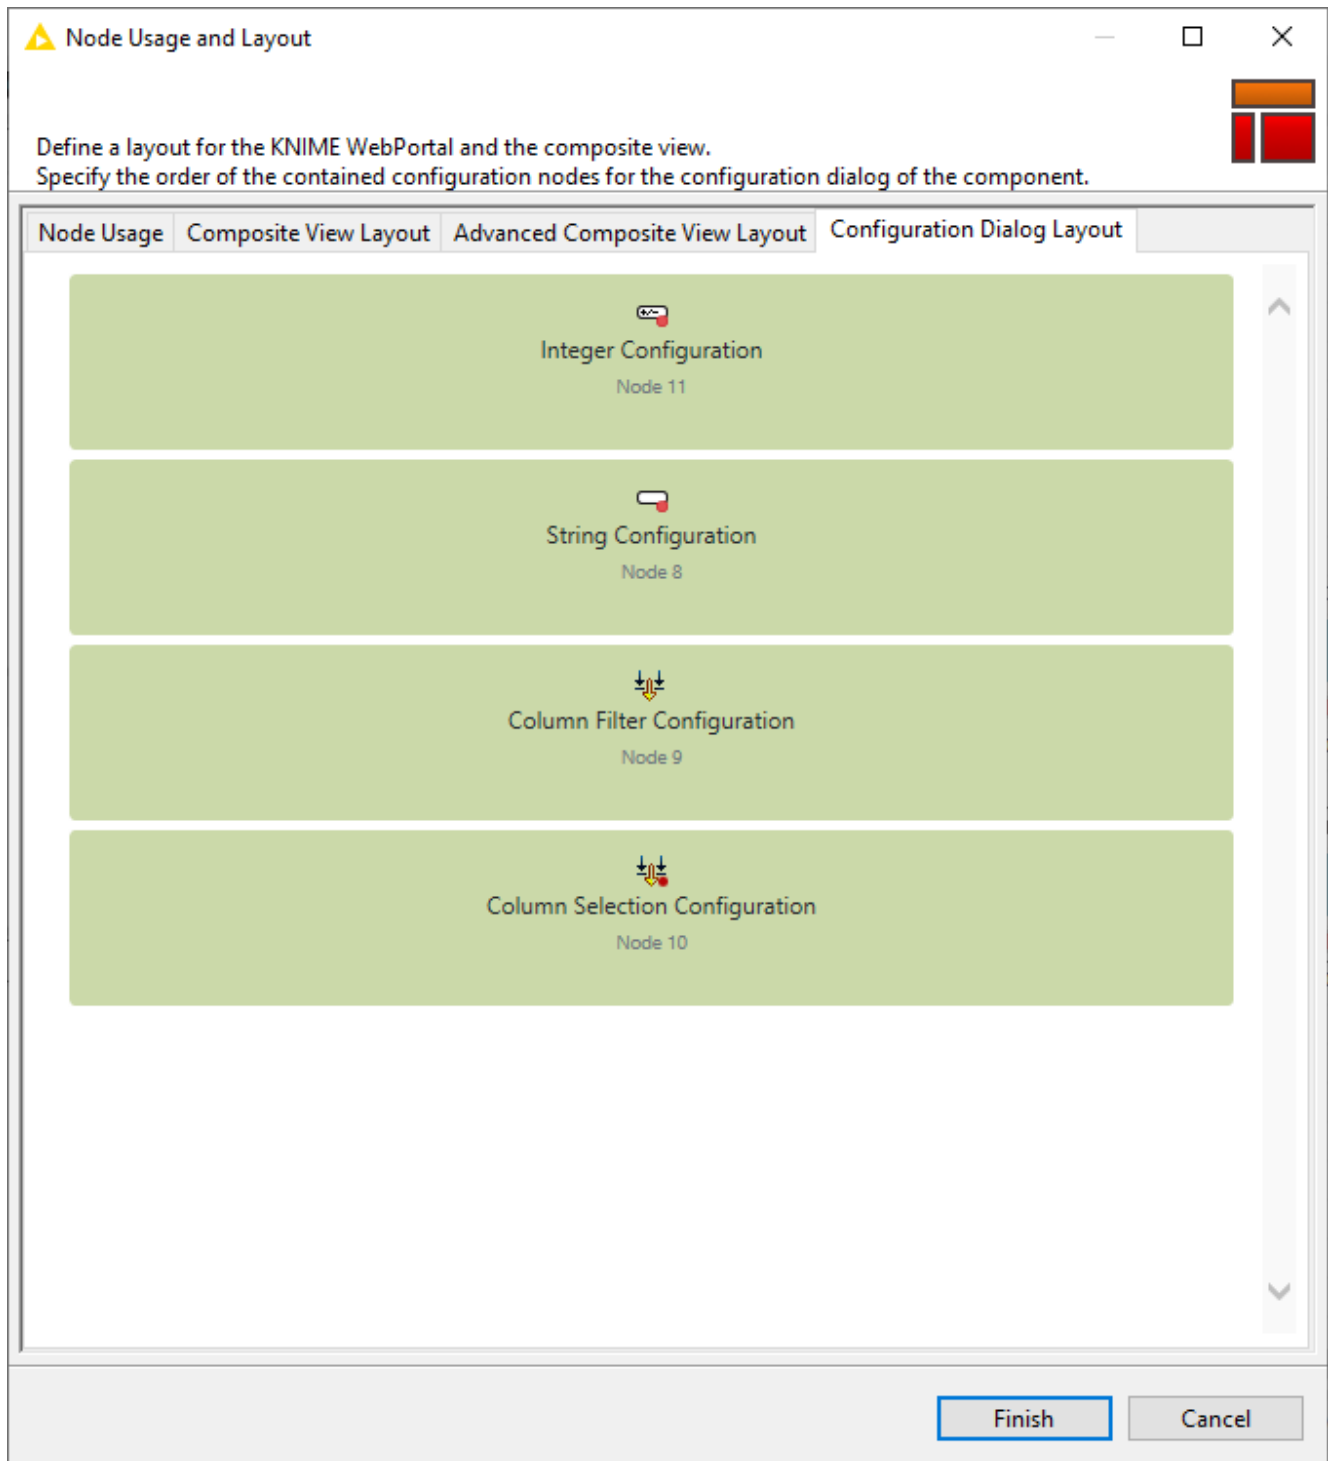 Node Usage and Layout
Define a layout for the KNIME WebPortal and the composite view.
Specify the order of the contained configuration nodes for the configuration dialog of the component.
Node Usage Composite View Layout Advanced Composite View Layout Configuration Dialog Layout
Integer Configuration
Node 11
String Configuration
Node 8
Column Filter Configuration
Node 9
Column Selection Configuration
Node 10
Finish Cancel